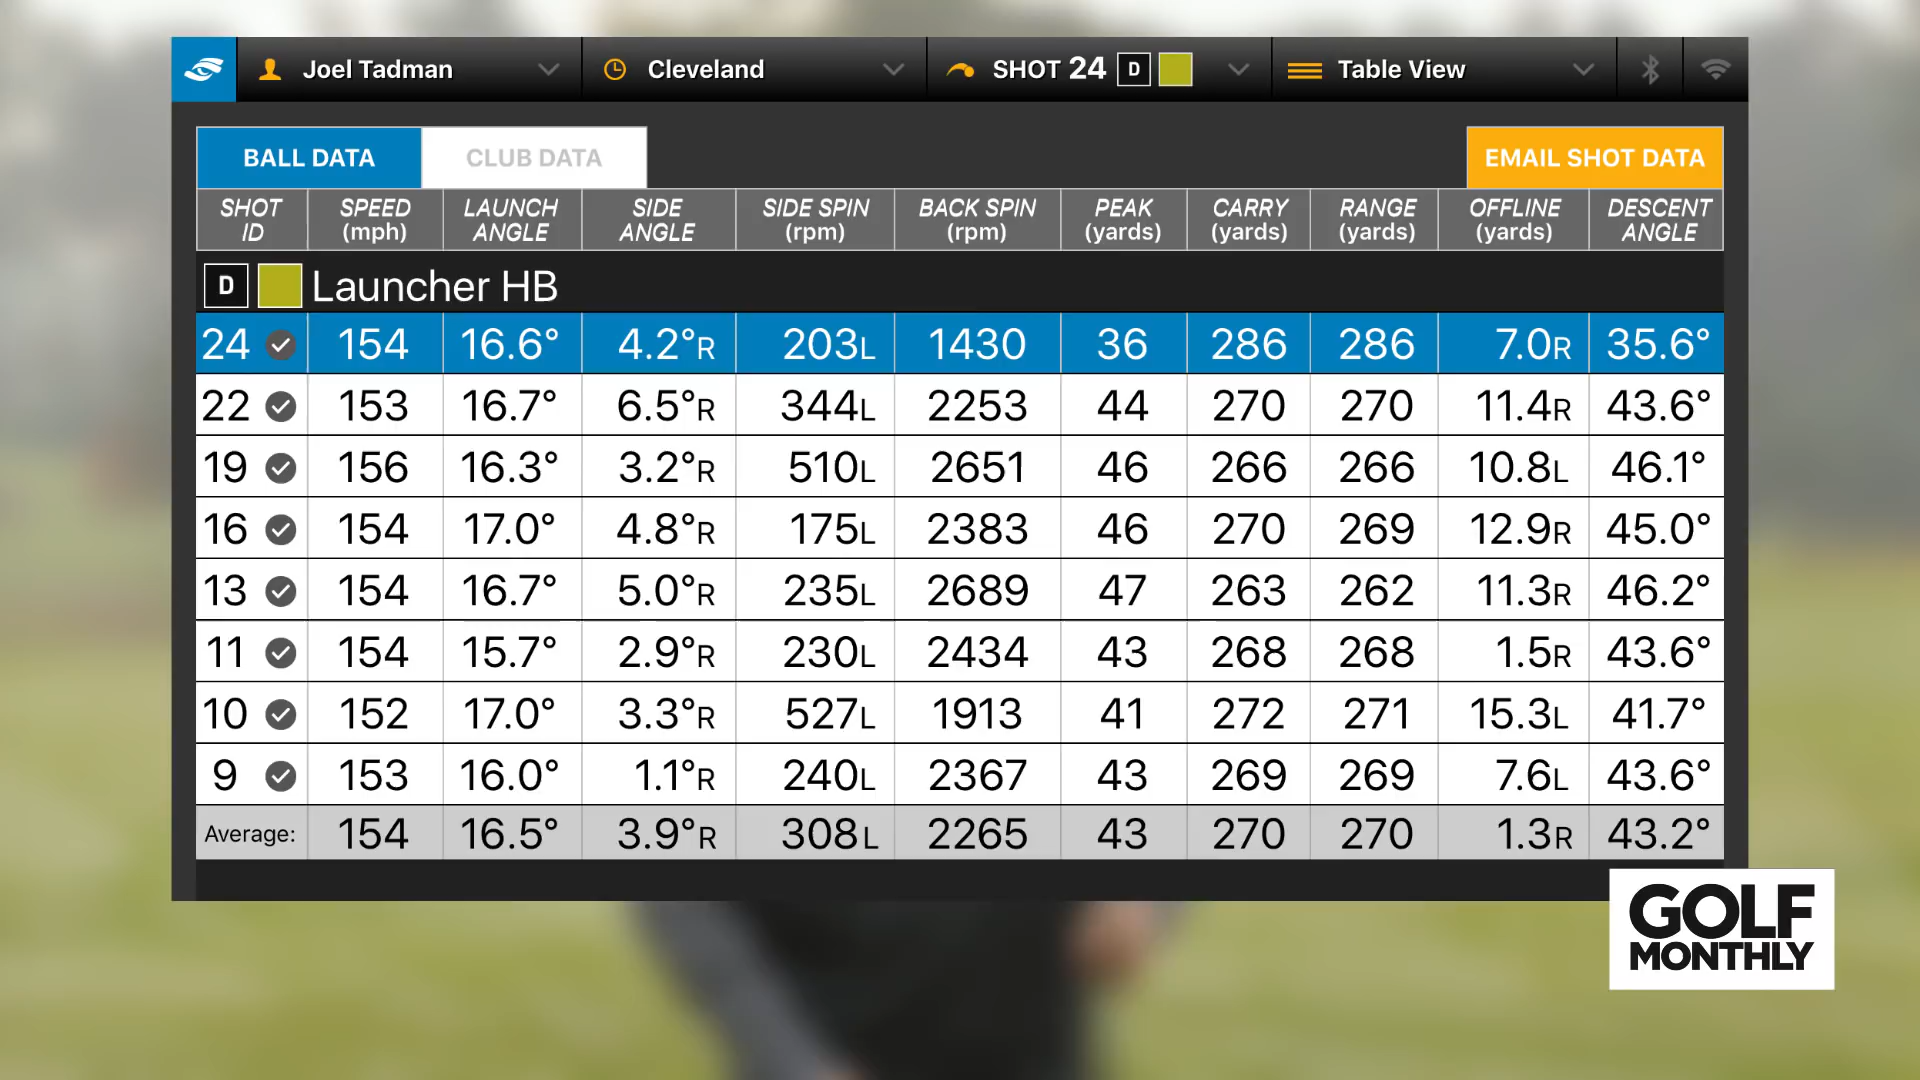 Joel Tadman Cleveland SHOT 24 D Table View
BALL DATA CLUB DATA EMAIL SHOT DATA
SHOT ID SPEED (mph) LAUNCH ANGLE SIDE ANGLE SIDE SPIN (rpm) BACK SPIN (rpm) PEAK (yards) CARRY (yards) RANGE (yards) OFFLINE (yards) DESCENT ANGLE
D Launcher HB
24 154 16.6° 4.2°R 203L 1430 36 286 286 7.0R 35.6°
22 153 16.7° 6.5°R 344L 2253 44 270 270 11.4R 43.6°
19 156 16.3° 3.2°R 510L 2651 46 266 266 10.8L 46.1°
16 154 17.0° 4.8°R 175L 2383 46 270 269 12.9R 45.0°
13 154 16.7° 5.0°R 235L 2689 47 263 262 11.3R 46.2°
11 154 15.7° 2.9°R 230L 2434 43 268 268 1.5R 43.6°
10 152 17.0° 3.3°R 527L 1913 41 272 271 15.3L 41.7°
9 153 16.0° 1.1°R 240L 2367 43 269 269 7.6L 43.6°
Average: 154 16.5° 3.9°R 308L 2265 43 270 270 1.3R 43.2°
GOLF
MONTHLY